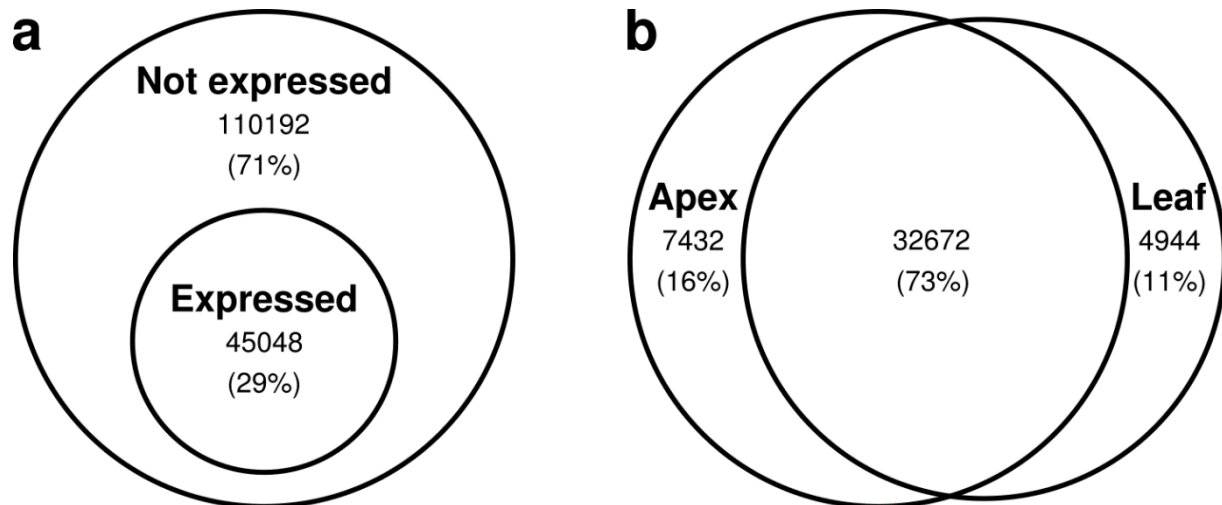 a
Not expressed
110192
(71%)
Expressed
45048
(29%)
b
Apex
7432
(16%)
32672
(73%)
Leaf
4944
(11%)